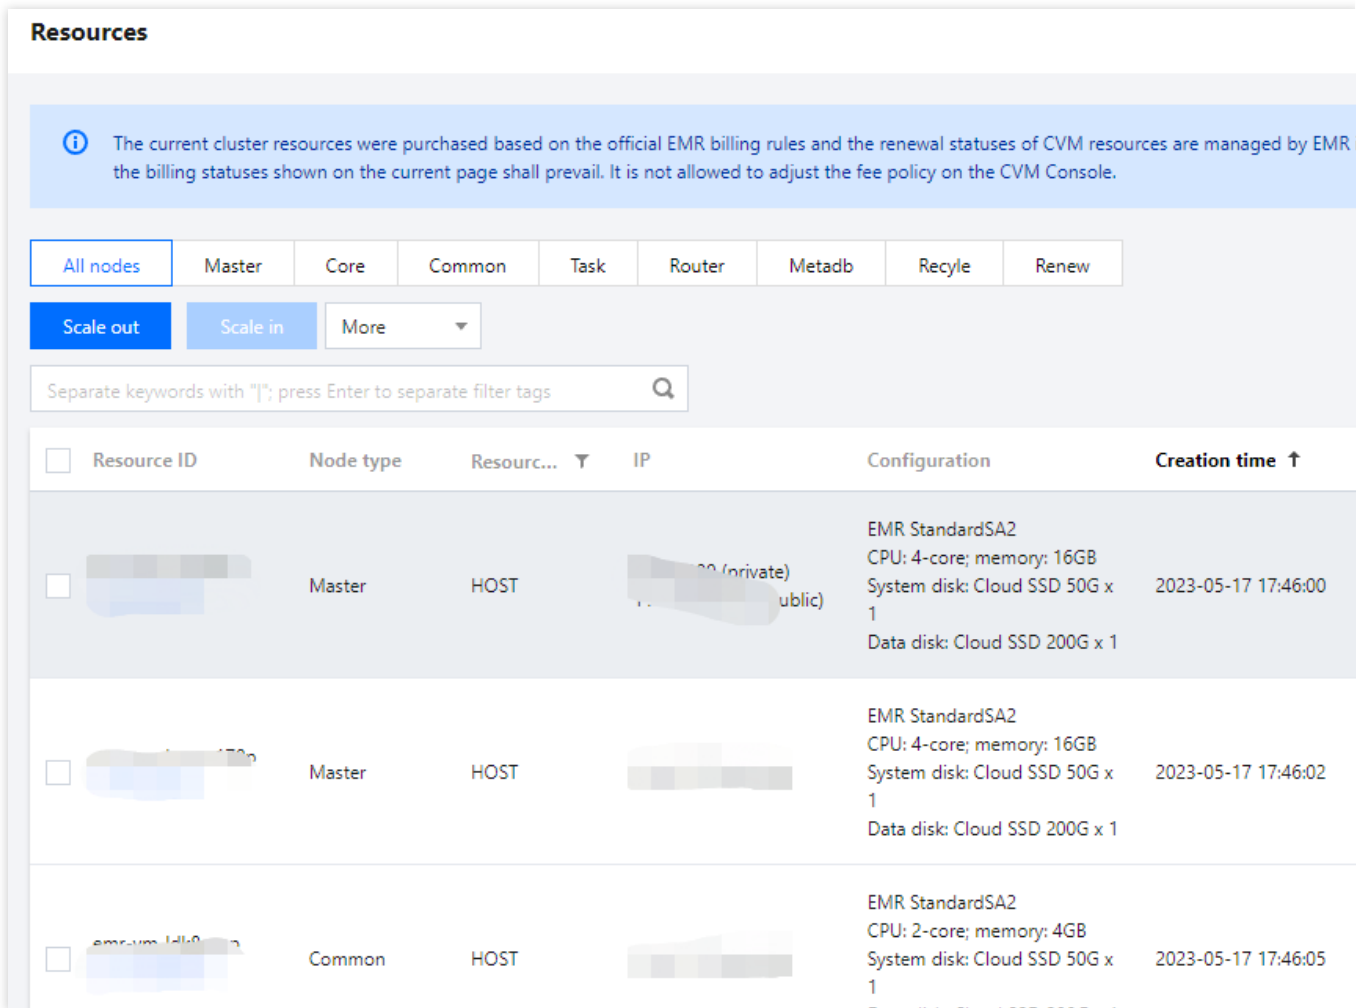 Resources
The current cluster resources were purchased based on the official EMR billing rules and the renewal statuses of CVM resources are managed by EMR
the billing statuses shown on the current page shall prevail. It is not allowed to adjust the fee policy on the CVM Console.
All nodes Master Core Common Task Router Metadb Recyle Renew
Scale out Scale in More
Separate keywords with "|"; press Enter to separate filter tags
Resource ID Node type Resourc... IP Configuration Creation time
EMR StandardSA2
CPU: 4-core; memory: 16GB
(private)
Master HOST System disk: Cloud SSD 50G x 2023-05-17 17:46:00
1
Data disk: Cloud SSD 200G x 1
EMR StandardSA2
CPU: 4-core; memory: 16GB
Master HOST System disk: Cloud SSD 50G x 2023-05-17 17:46:02
1
Data disk: Cloud SSD 200G x 1
EMR StandardSA2
CPU: 2-core; memory: 4GB
Common HOST System disk: Cloud SSD 50G x 2023-05-17 17:46:05
1